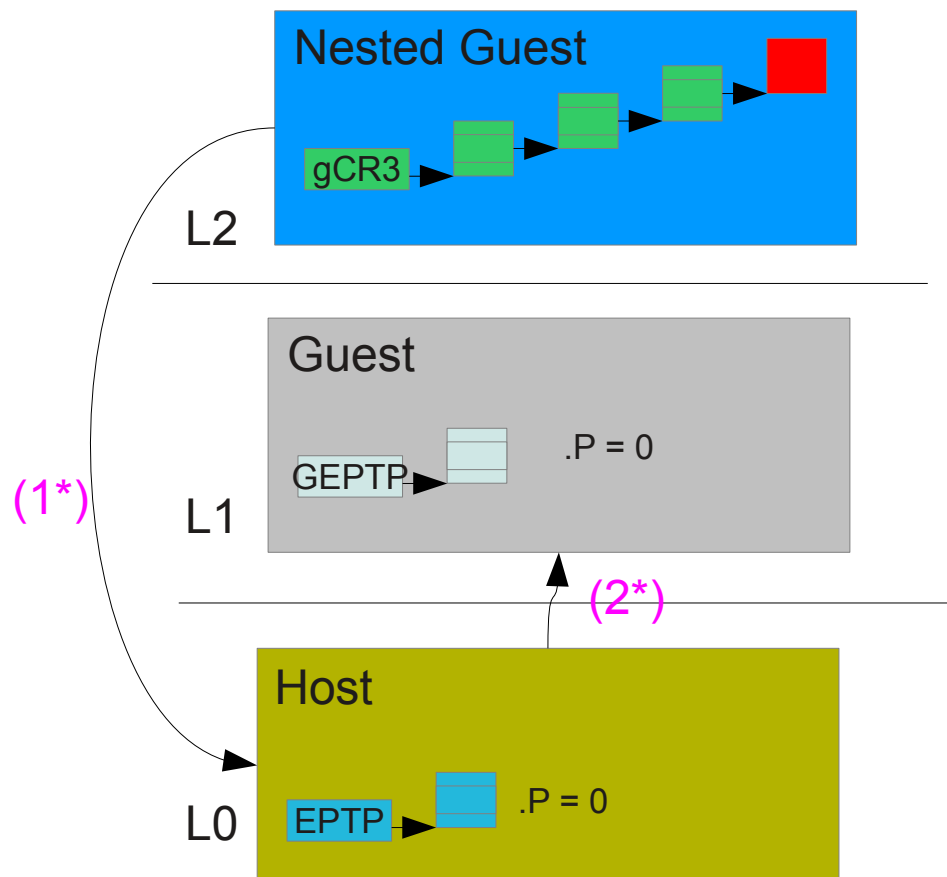 Nested Guest
gCR3
L2
Guest
.P = 0
GEPTP
(1*)
L1
(2*)
Host
.P = 0
EPTP
L0